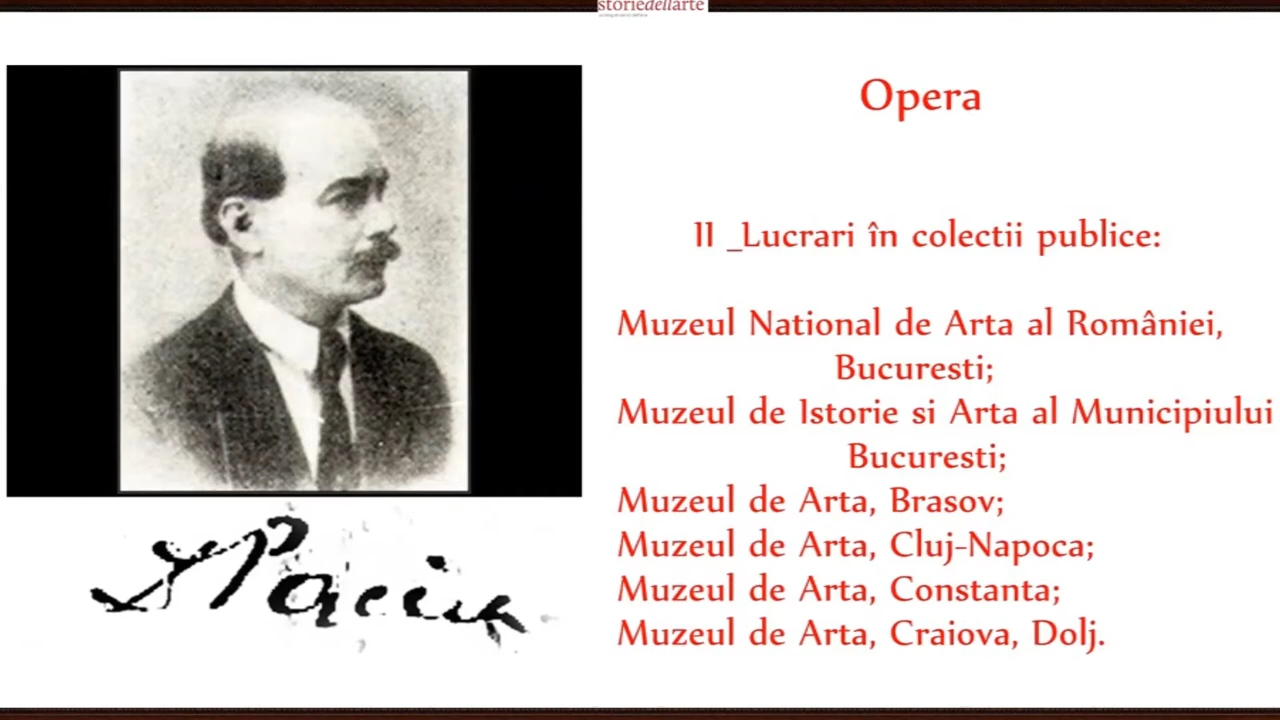 storiedellarte
Opera
II _Lucrari în colectii publice:
Muzeul National de Arta al României,
Bucuresti;
Muzeul de Istorie si Arta al Municipiului
Bucuresti;
Muzeul de Arta, Brasov;
Muzeul de Arta, Cluj-Napoca;
Muzeul de Arta, Constanta;
Muzeul de Arta, Craiova, Dolj.